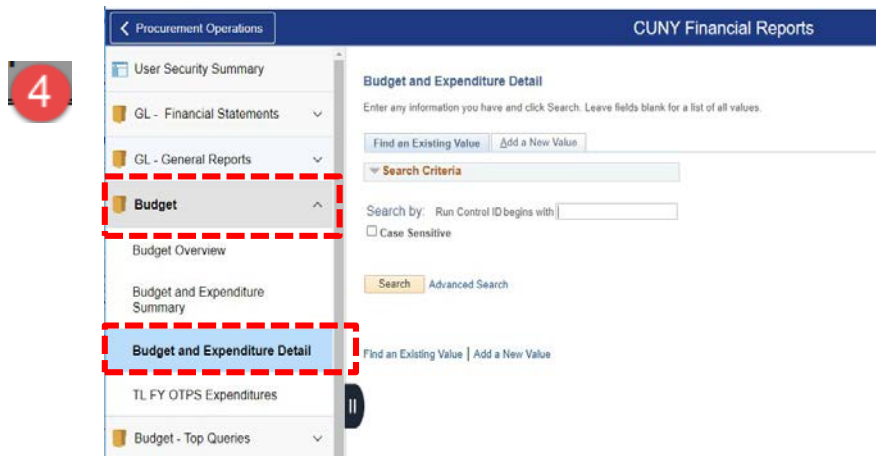 Procurement Operations
CUNY Financial Reports
4
User Security Summary
GL - Financial Statements
GL - General Reports
Budget
Budget Overview
Budget and Expenditure
Summary
Budget and Expenditure Detail
TL FY OTPS Expenditures
Budget - Top Queries
Budget and Expenditure Detail
Enter any information you have and click Search. Leave fields blank for a list of all values.
Find an Existing Value Add a New Value
Search Criteria
Search by: Run Control ID begins with
Case Sensitive
Search Advanced Search
Find an Existing Value | Add a New Value